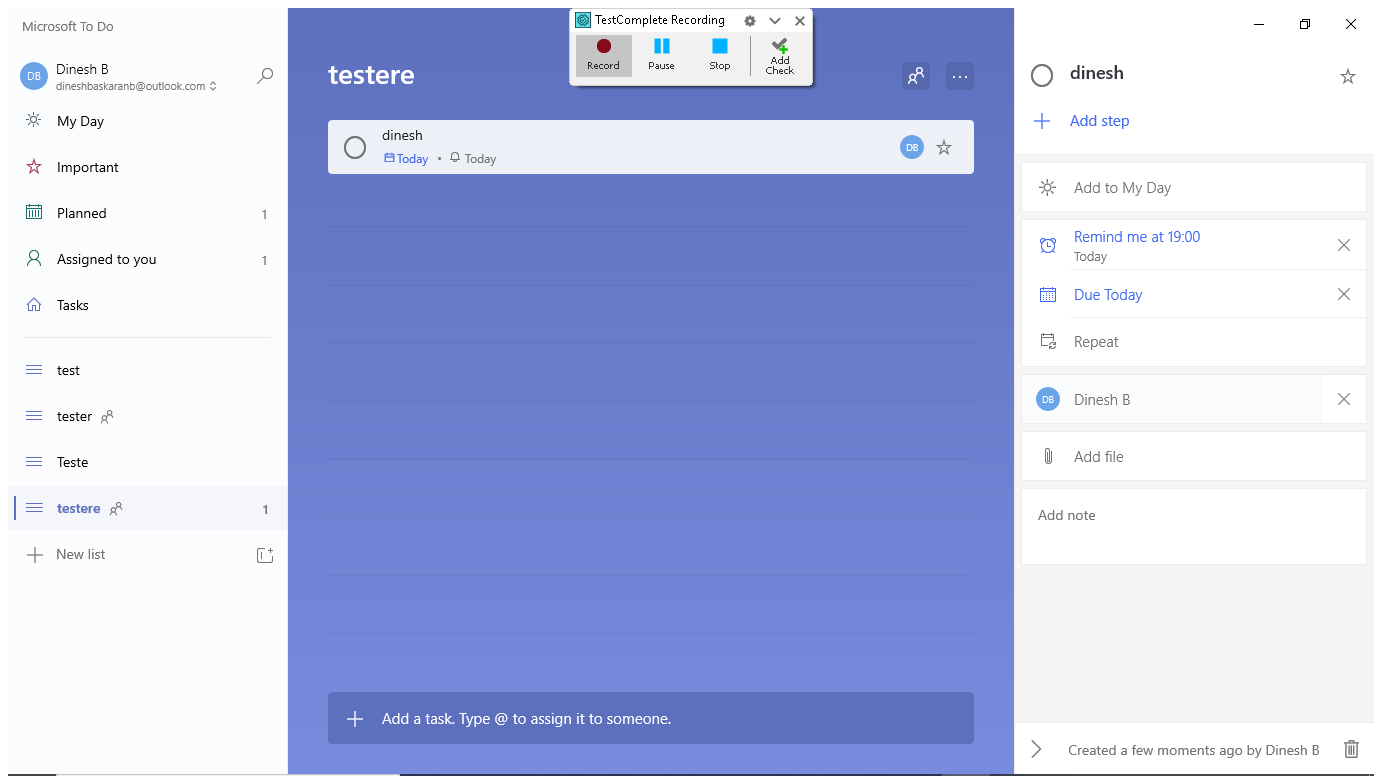 Microsoft To Do
DB
Dinesh B
dineshbaskaranb@outlook.com
My Day
Important
Planned 1
Assigned to you 1
Tasks
test
tester
Teste
testere 1
New list
TestComplete Recording
Record Pause Stop Add
Check
testere
dinesh
Today • Today
DB
Add a task. Type @ to assign it to someone.
dinesh
Add step
Add to My Day
Remind me at 19:00
Today
Due Today
Repeat
DB Dinesh B
Add file
Add note
Created a few moments ago by Dinesh B